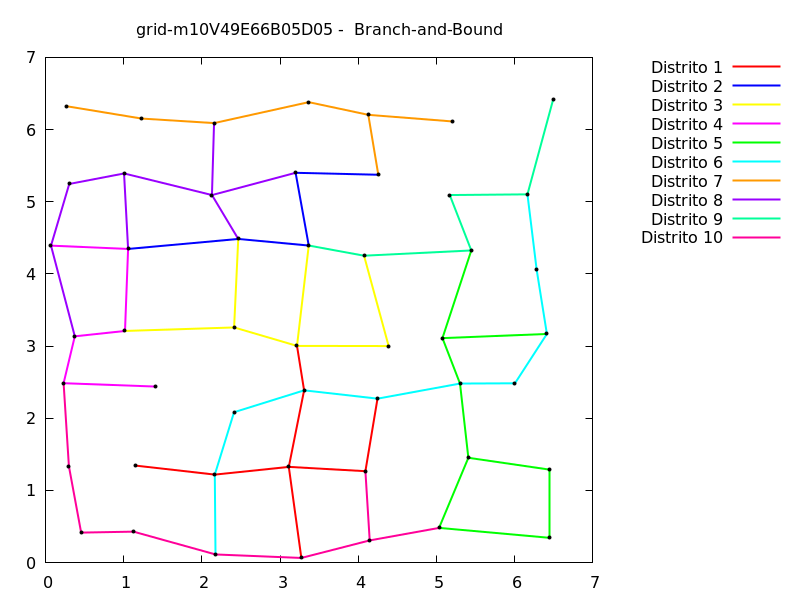 grid-m10V49E66B05D05 - Branch-and-Bound
7
6
5
4
3
2
1
0
0 1 2 3 4 5 6 7
Distrito 1
Distrito 2
Distrito 3
Distrito 4
Distrito 5
Distrito 6
Distrito 7
Distrito 8
Distrito 9
Distrito 10